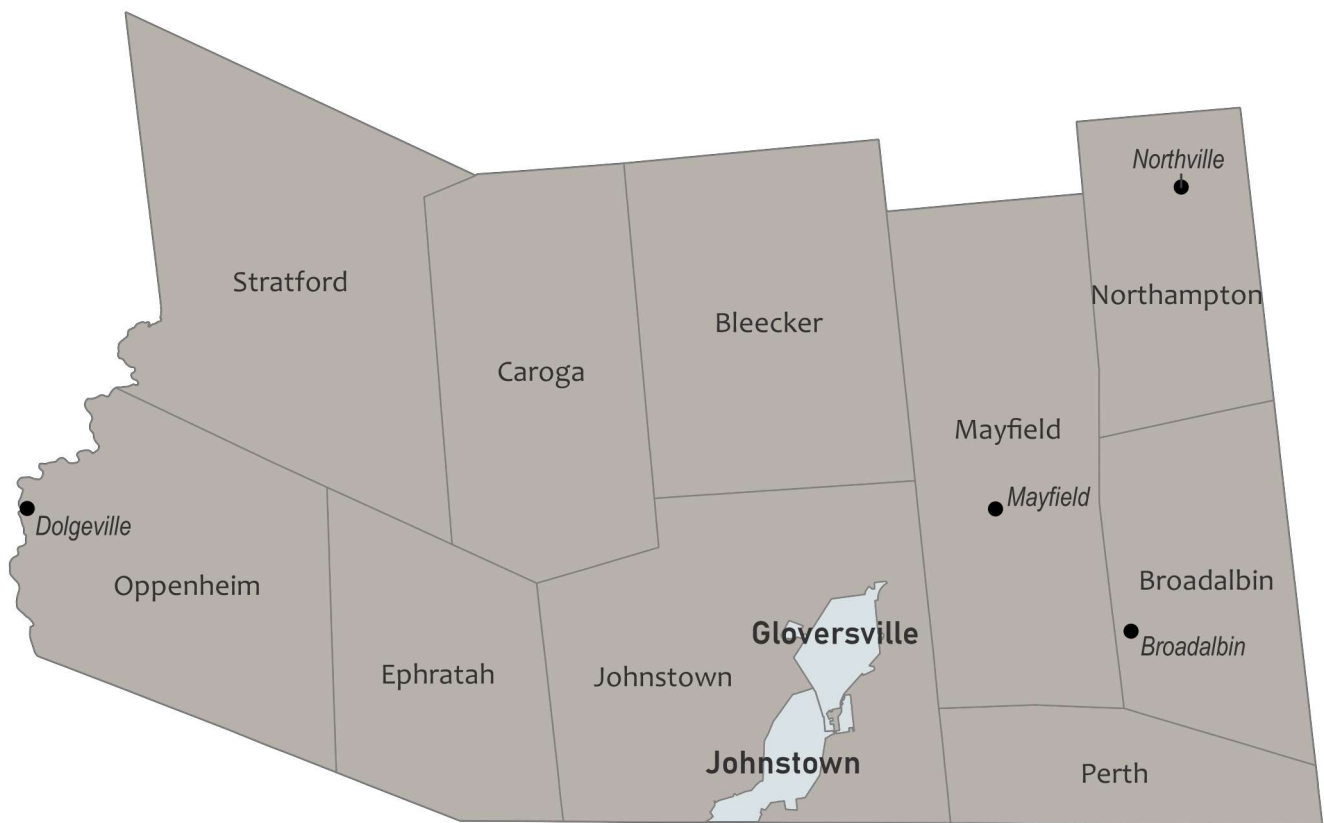 Northville
Stratford
Northampton
Bleecker
Caroga
Mayfield
Mayfield
Dolgeville
Oppenheim
Broadalbin
Gloversville
Broadalbin
Ephratah
Johnstown
Johnstown
Perth